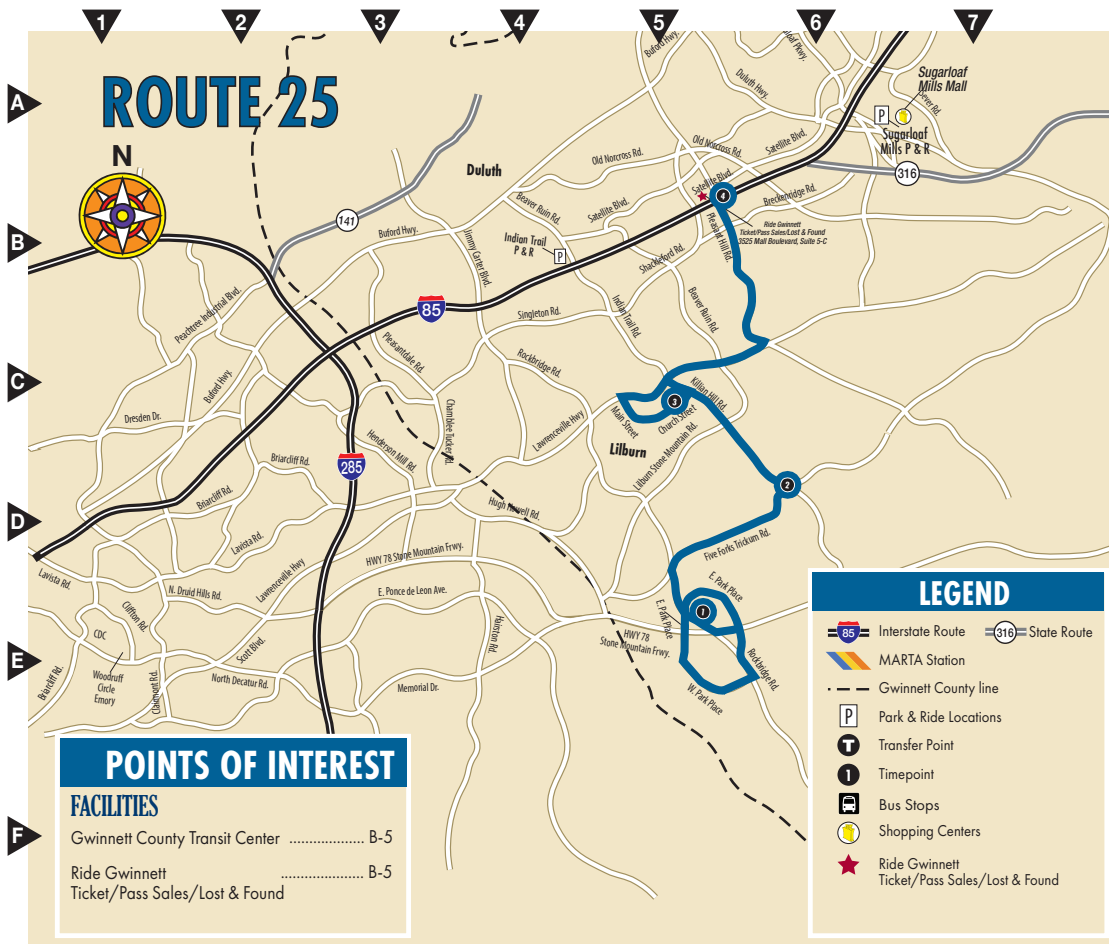 1 2 3 4 5 6 7
A
B
C
D
E
F
ROUTE 25
N
Sugarloaf
Mills Mall
Sever Rd.
P
Sugarloaf
Mills P & R
316
Buford Hwy.
Duluth Hwy.
Satellite Blvd.
Old Norcross Rd.
Old Norcross Rd.
Duluth
141
Satellite Blvd.
4
Breckenridge Rd.
Beaver Ruin Rd.
Satellite Blvd.
Pleasant Hill Rd.
Ride Gwinnett
Ticket/Pass Sales/Lost & Found
3525 Mall Boulevard, Suite 5-C
Buford Hwy.
Jimmy Carter Blvd.
Indian Trail
P & R
P
Shackleford Rd.
Peachtree Industrial Blvd.
85
Singleton Rd.
Indian Trail Rd.
Beaver Ruin Rd.
Pleasantdale Rd.
Rockbridge Rd.
Buford Hwy.
Dresden Dr.
Chamblee Tucker Rd.
Henderson Mill Rd.
Lawrenceville Hwy
Main Street
3
Church Street
Killian Hill Rd.
Lilburn
Lilburn Stone Mountain Rd.
285
Briarcliff Rd.
Briarcliff Rd.
2
Hugh Howell Rd.
Lavista Rd.
HWY 78 Stone Mountain Frwy.
Five Forks Trickum Rd.
Lavista Rd.
N. Druid Hills Rd.
Lawrenceville Hwy
E. Ponce de Leon Ave.
E. Park Place
1
E. Park Place
Clifton Rd.
CDC
Scott Blvd.
Hairston Rd.
HWY 78
Stone Mountain Frwy.
Rockbridge Rd.
Briarcliff Rd.
Woodruff
Circle
Emory
Clairmont Rd.
North Decatur Rd.
Memorial Dr.
W. Park Place
POINTS OF INTEREST
FACILITIES
Gwinnett County Transit Center .................. B-5
Ride Gwinnett .................... B-5
Ticket/Pass Sales/Lost & Found
LEGEND
85 Interstate Route 316 State Route
MARTA Station
Gwinnett County line
P Park & Ride Locations
T Transfer Point
1 Timepoint
Bus Stops
Shopping Centers
Ride Gwinnett
Ticket/Pass Sales/Lost & Found